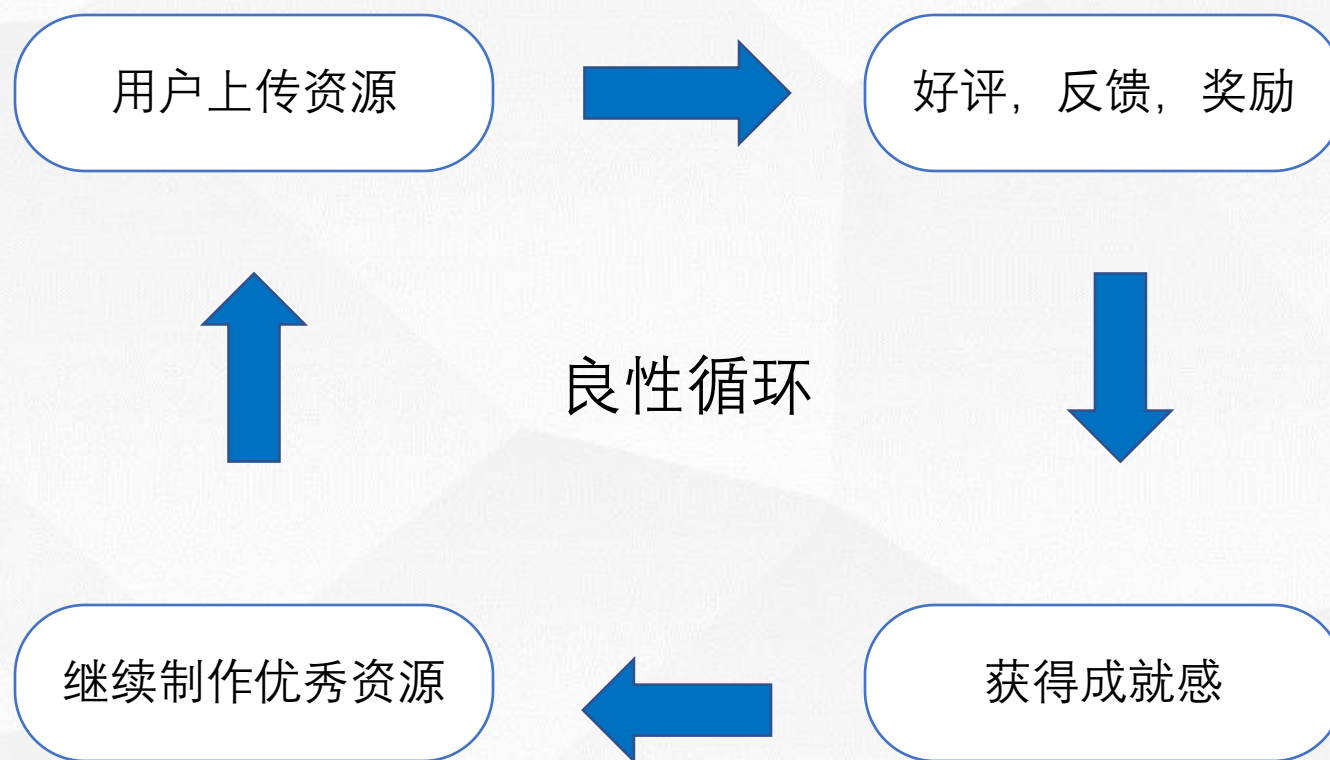 用户上传资源
好评，反馈，奖励
良性循环
继续制作优秀资源
获得成就感